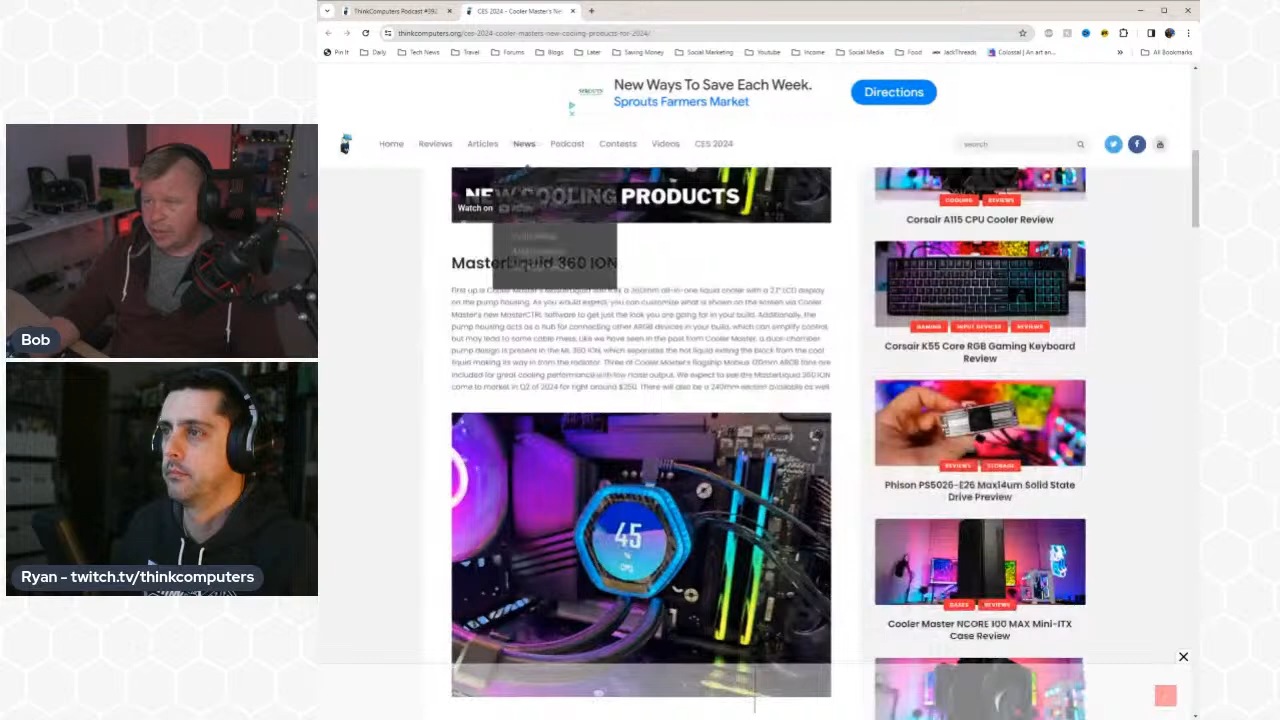 ThinkComputers Podcast #392
CES 2024 - Cooler Master's Ne
thinkcomputers.org/ces-2024-cooler-masters-new-cooling-products-for-2024/
Pin It
Daily
Tech News
Travel
Forums
Blogs
Later
Saving Money
Social Marketing
Youtube
Income
Social Media
Food
JackThreads
Colossal | An art an...
All Bookmarks
New Ways To Save Each Week.
Sprouts Farmers Market
Directions
Home
Reviews
Articles
News
Podcast
Contests
Videos
CES 2024
search
NEW COOLING PRODUCTS
Watch on
MasterLiquid 360 ION
First up is Cooler Master's MasterLiquid 360 ION, a 360mm all-in-one liquid cooler with a 2.1" LCD display
on the pump housing. As you would expect, you can customize what is shown on the screen via Cooler
Master's new MasterCTRL software to get just the look you are going for in your build. Additionally, the
pump housing acts as a hub for connecting other ARGB devices in your build, which can simplify control
but may lead to some cable mess. Like we have seen in the past from Cooler Master, a dual-chamber
pump design is present in the ML 360 ION, which separates the hot liquid exiting the block from the cool
liquid making its way in from the radiator. Three of Cooler Master's flagship Mobius 120mm ARGB fans are
included for great cooling performance with low noise output. We expect to see the MasterLiquid 360 ION
come to market in Q2 of 2024 for right around $250. There will also be a 240mm version available as well
45
%
CPU
REVIEWS
Corsair A115 CPU Cooler Review
GAMING
INPUT DEVICES
REVIEWS
Corsair K55 Core RGB Gaming Keyboard
Review
REVIEWS
STORAGE
Phison PS5026-E26 Max14um Solid State
Drive Preview
CASES
REVIEWS
Cooler Master NCORE 100 MAX Mini-ITX
Case Review
Bob
Ryan - twitch.tv/thinkcomputers